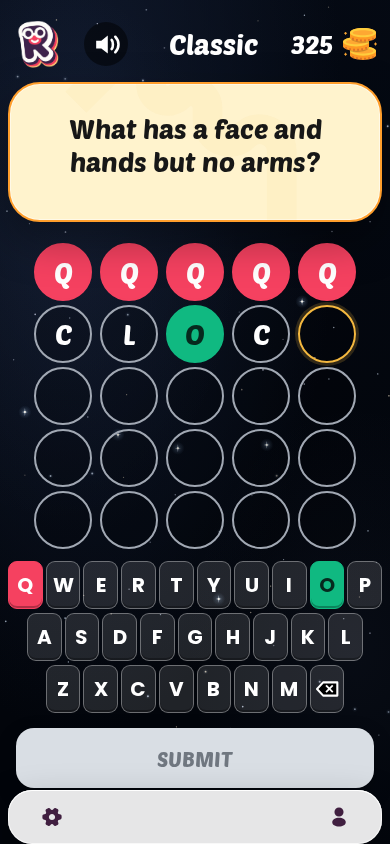 R
Classic
325
What has a face and
hands but no arms?
Q Q Q Q Q
C L O C
Q W E R T Y U I O P
A S D F G H J K L
Z X C V B N M
SUBMIT